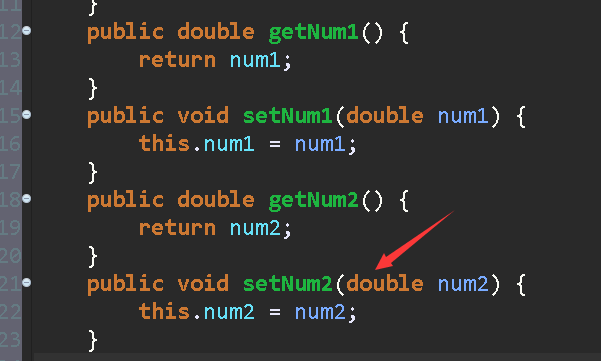 11 }
12 public double getNum1() {
13 return num1;
14 }
15 public void setNum1(double num1) {
16 this.num1 = num1;
17 }
18 public double getNum2() {
19 return num2;
20 }
21 public void setNum2(double num2) {
22 this.num2 = num2;
23 }